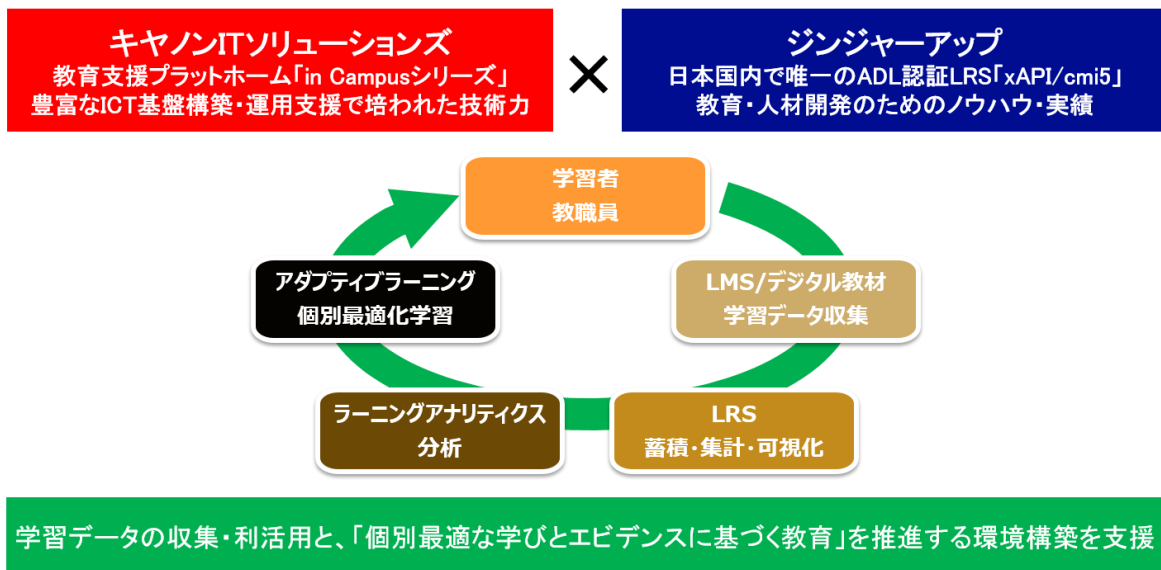 キヤノンITソリューションズ
教育支援プラットホーム「in Campusシリーズ」
豊富なICT基盤構築・運用支援で培われた技術力
×
ジンジャーアップ
日本国内で唯一のADL認証LRS「xAPI/cmi5」
教育・人材開発のためのノウハウ・実績
学習者
教職員
LMS/デジタル教材
学習データ収集
LRS
蓄積・集計・可視化
ラーニングアナリティクス
分析
アダプティブラーニング
個別最適化学習
学習データの収集・利活用と、「個別最適な学びとエビデンスに基づく教育」を推進する環境構築を支援